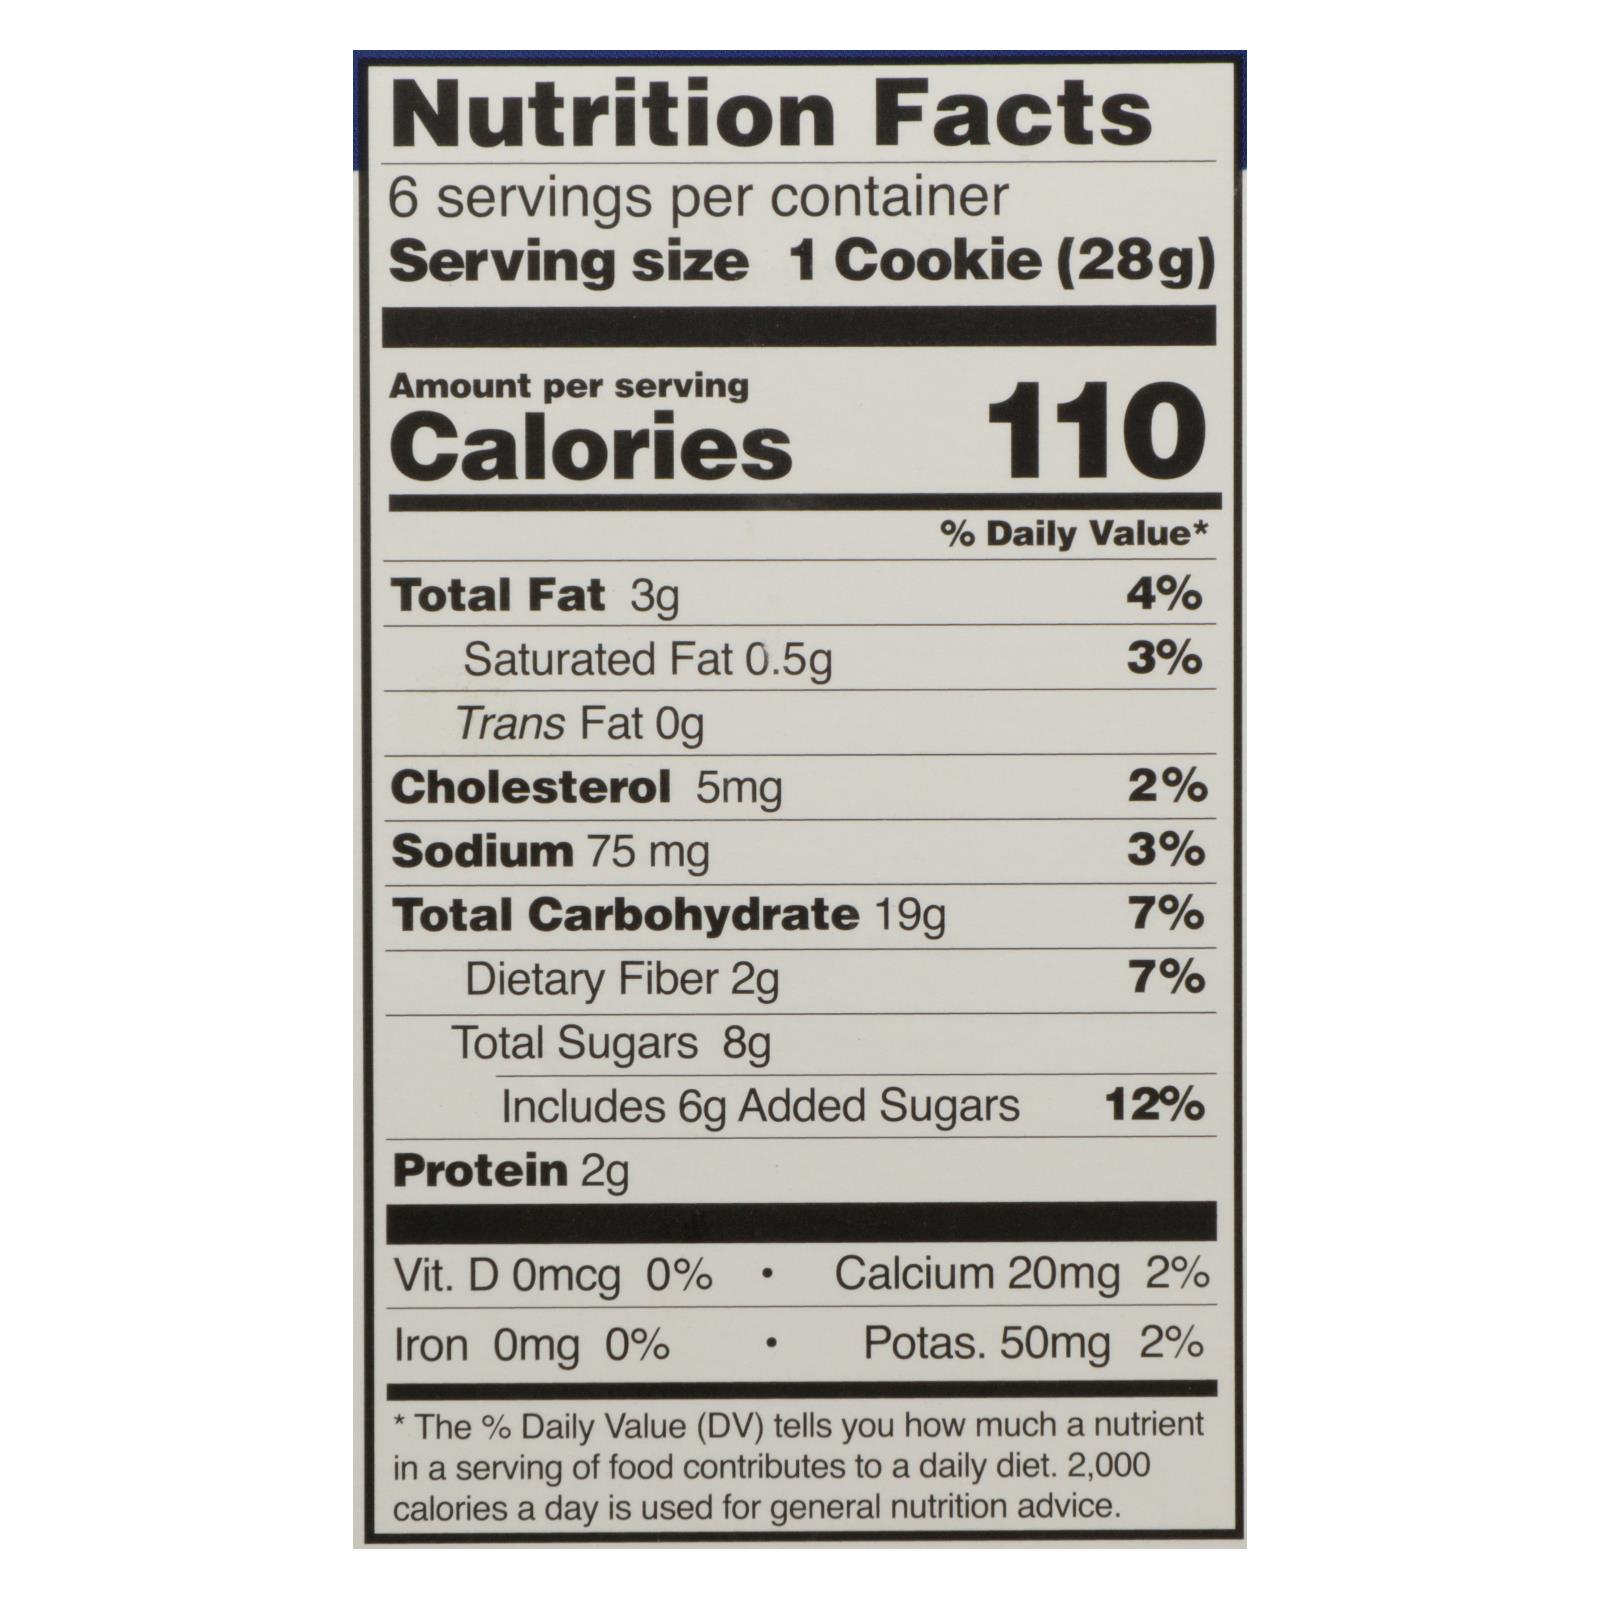 Nutrition Facts
6 servings per container
Serving size 1 Cookie (28g)
Amount per serving
Calories 110
% Daily Value*
Total Fat 3g 4%
Saturated Fat 0.5g 3%
Trans Fat 0g
Cholesterol 5mg 2%
Sodium 75 mg 3%
Total Carbohydrate 19g 7%
Dietary Fiber 2g 7%
Total Sugars 8g
Includes 6g Added Sugars 12%
Protein 2g
Vit. D 0mcg 0% • Calcium 20mg 2%
Iron 0mg 0% • Potas. 50mg 2%
* The % Daily Value (DV) tells you how much a nutrient
in a serving of food contributes to a daily diet. 2,000
calories a day is used for general nutrition advice.